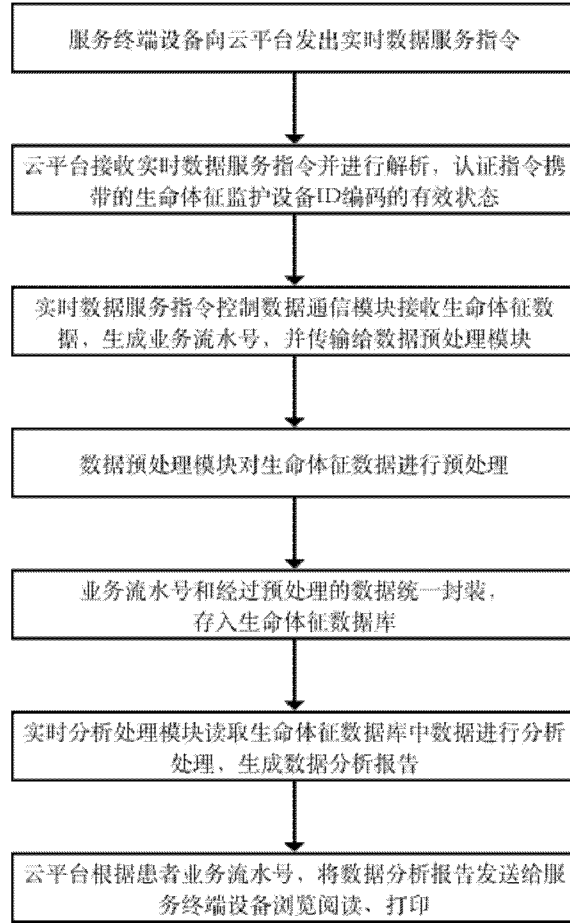 服务终端设备向云平台发出实时数据服务指令
云平台接收实时数据服务指令并进行解析，认证指令携
带的生命体征监护设备ID编码的有效状态
实时数据服务指令控制数据通信模块接收生命体征数
据，生成业务流水号，并传输给数据预处理模块
数据预处理模块对生命体征数据进行预处理
业务流水号和经过预处理的数据统一封装，
存入生命体征数据库
实时分析处理模块读取生命体征数据库中数据进行分析
处理，生成数据分析报告
云平台根据患者业务流水号，将数据分析报告发送给服
务终端设备浏览阅读、打印